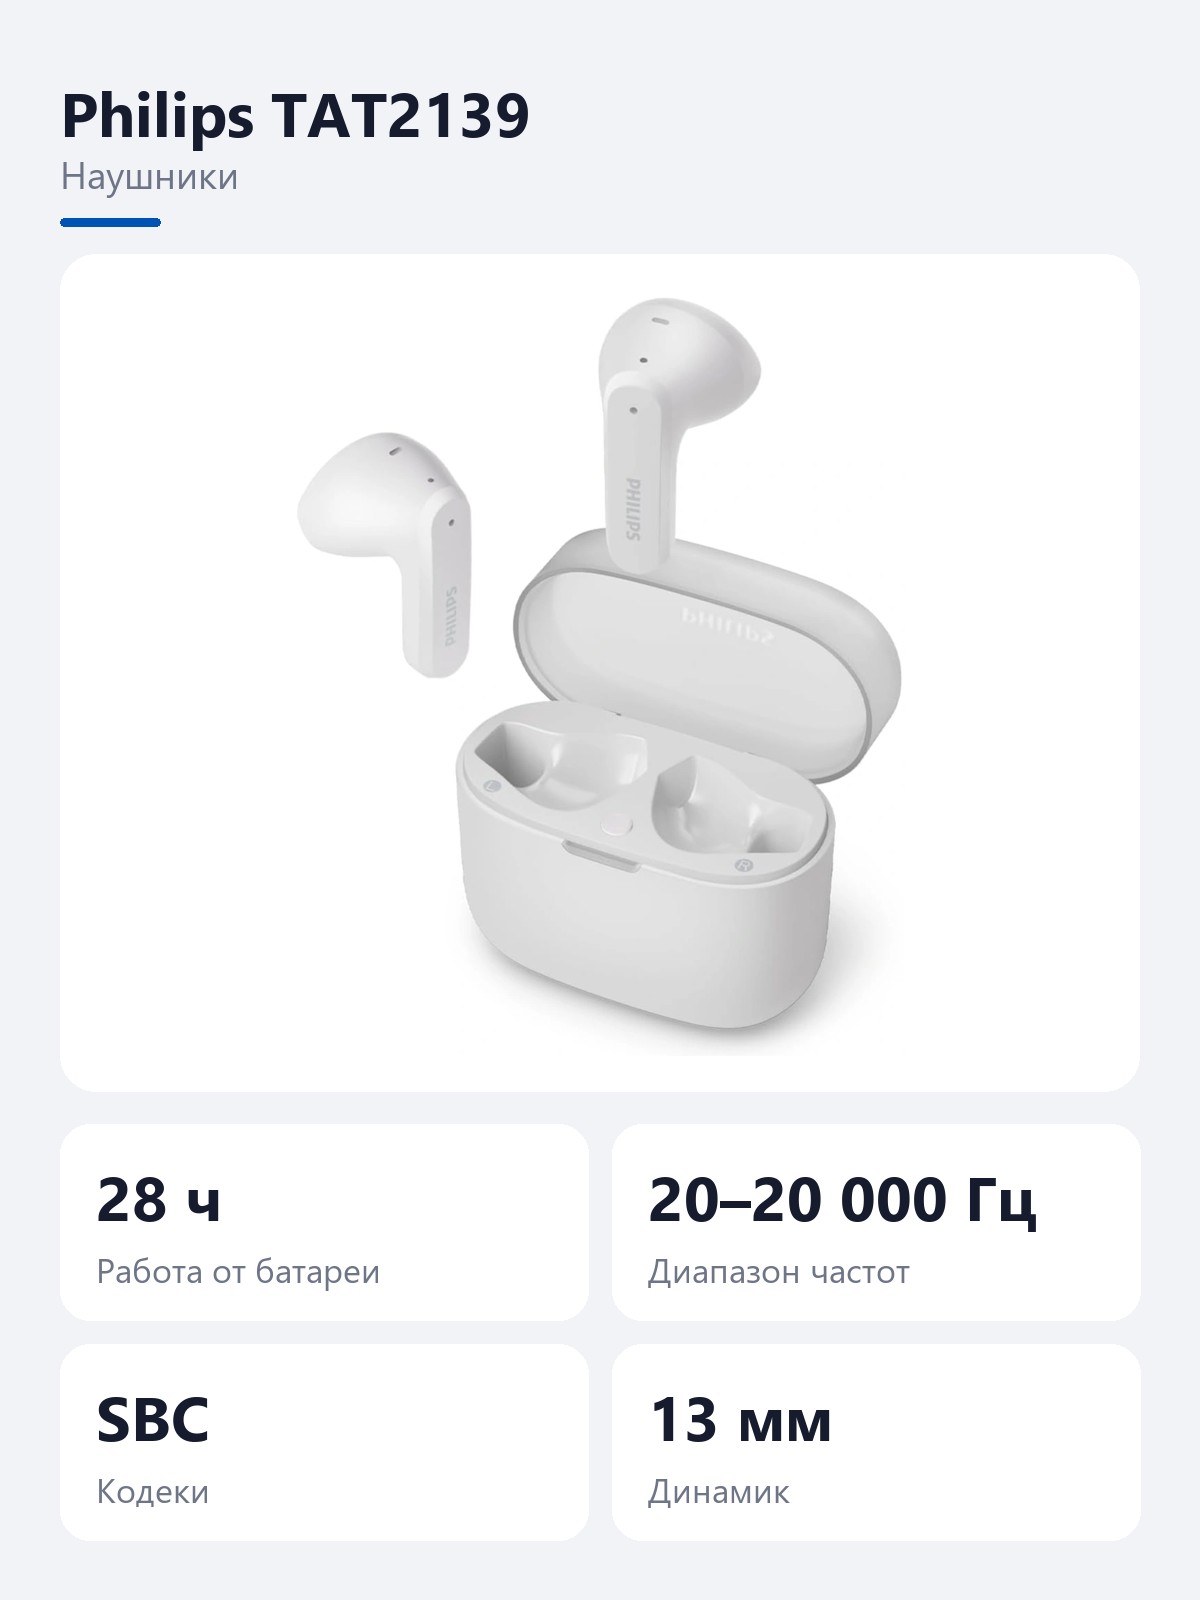 Philips TAT2139
Наушники
PHILIPS
PHILIPS
PHILIPS
L
R
28 ч
Работа от батареи
20–20 000 Гц
Диапазон частот
SBC
Кодеки
13 мм
Динамик